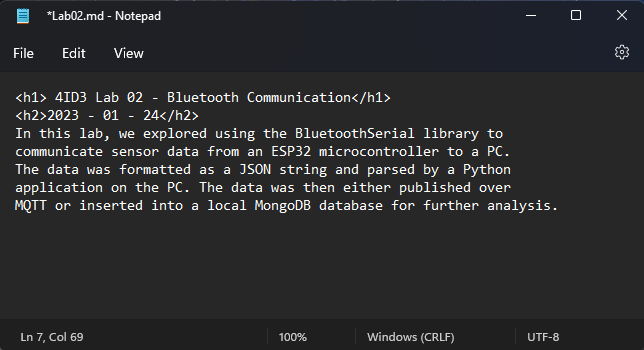 *Lab02.md - Notepad
File Edit View
<h1> 4ID3 Lab 02 - Bluetooth Communication</h1>
<h2>2023 - 01 - 24</h2>
In this lab, we explored using the BluetoothSerial library to
communicate sensor data from an ESP32 microcontroller to a PC.
The data was formatted as a JSON string and parsed by a Python
application on the PC. The data was then either published over
MQTT or inserted into a local MongoDB database for further analysis.
Ln 7, Col 69 100% Windows (CRLF) UTF-8